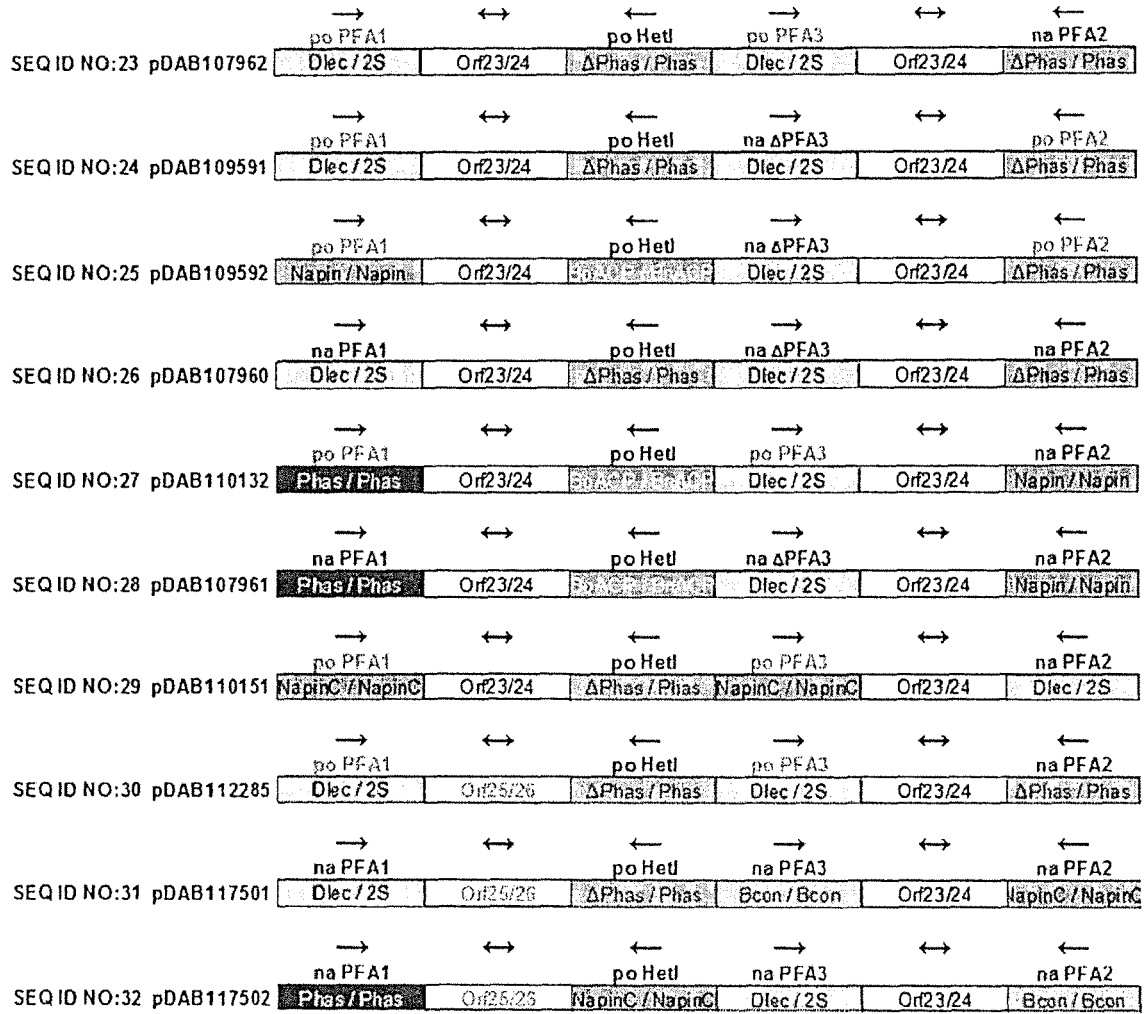 → ↔ ← → ↔ ←
po PFA1 po HetI po PFA3 na PFA2
SEQ ID NO:23 pDAB107962 Dlec / 2S Orf23/24 ΔPhas / Phas Dlec / 2S Orf23/24 ΔPhas / Phas
→ ↔ ← → ↔ ←
po PFA1 po HetI na ΔPFA3 po PFA2
SEQ ID NO:24 pDAB109591 Dlec / 2S Orf23/24 ΔPhas / Phas Dlec / 2S Orf23/24 ΔPhas / Phas
→ ↔ ← → ↔ ←
po PFA1 po HetI na ΔPFA3 po PFA2
SEQ ID NO:25 pDAB109592 Napin / Napin Orf23/24 Dlec / 2S Orf23/24 ΔPhas / Phas
→ ↔ ← → ↔ ←
na PFA1 po HetI na ΔPFA3 na PFA2
SEQ ID NO:26 pDAB107960 Dlec / 2S Orf23/24 ΔPhas / Phas Dlec / 2S Orf23/24 ΔPhas / Phas
→ ↔ ← → ↔ ←
po PFA1 po HetI po PFA3 na PFA2
SEQ ID NO:27 pDAB110132 Phas / Phas Orf23/24 Dlec / 2S Orf23/24 Napin / Napin
→ ↔ ← → ↔ ←
na PFA1 po HetI na ΔPFA3 na PFA2
SEQ ID NO:28 pDAB107961 Phas / Phas Orf23/24 Dlec / 2S Orf23/24 Napin / Napin
→ ↔ ← → ↔ ←
po PFA1 po HetI po PFA3 na PFA2
SEQ ID NO:29 pDAB110151 NapinC / NapinC Orf23/24 ΔPhas / Phas NapinC / NapinC Orf23/24 Dlec / 2S
→ ↔ ← → ↔ ←
po PFA1 po HetI po PFA3 na PFA2
SEQ ID NO:30 pDAB112285 Dlec / 2S Orf25/26 ΔPhas / Phas Dlec / 2S Orf23/24 ΔPhas / Phas
→ ↔ ← → ↔ ←
na PFA1 po HetI na PFA3 na PFA2
SEQ ID NO:31 pDAB117501 Dlec / 2S Orf25/26 ΔPhas / Phas Bcon / Bcon Orf23/24 NapinC / NapinC
→ ↔ ← → ↔ ←
na PFA1 po HetI na PFA3 na PFA2
SEQ ID NO:32 pDAB117502 Phas / Phas Orf25/26 NapinC / NapinC Dlec / 2S Orf23/24 Bcon / Bcon